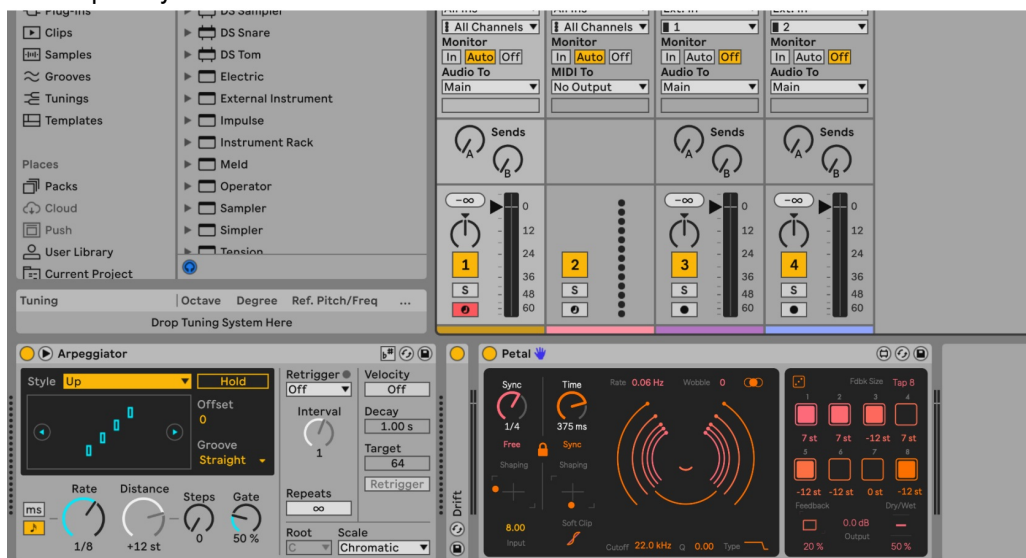 Plug-Ins
Clips
Samples
Grooves
Tunings
Templates
Places
Packs
Cloud
Push
User Library
Current Project
DS Sampler
DS Snare
DS Tom
Electric
External Instrument
Impulse
Instrument Rack
Meld
Operator
Sampler
Simpler
Tension
Tuning Octave Degree Ref. Pitch/Freq ...
Drop Tuning System Here
All Channels All Channels 1 2
Monitor Monitor Monitor Monitor
In Auto Off In Auto Off In Auto Off In Auto Off
Audio To MIDI To Audio To Audio To
Main No Output Main Main
Sends Sends Sends
A A A
B B B
-∞ -∞ -∞
0 0 0
12 12 12
24 24 24
1 2 3 4
36 36 36
S S S S
48 48 48
60 60 60
Arpeggiator
Style Up Hold
Offset
0
Groove
Straight
ms
Rate Distance Steps Gate
1/8 +12 st 0 50 %
Retrigger
Off
Interval
1
Repeats
∞
Root Scale
C Chromatic
Velocity
Off
Decay
1.00 s
Target
64
Retrigger
Drift
Petal
Sync Time
1/4 375 ms
Free Sync
Shaping Shaping
8.00 Soft Clip
Input
Rate 0.06 Hz Wobble 0
Cutoff 22.0 kHz Q 0.00 Type
Fdbk Size Tap 8
1 2 3 4
7 st 7 st -12 st 7 st
5 6 7 8
-12 st -12 st 0 st -12 st
Feedback Dry/Wet
0.0 dB
Output
20 % 50 %